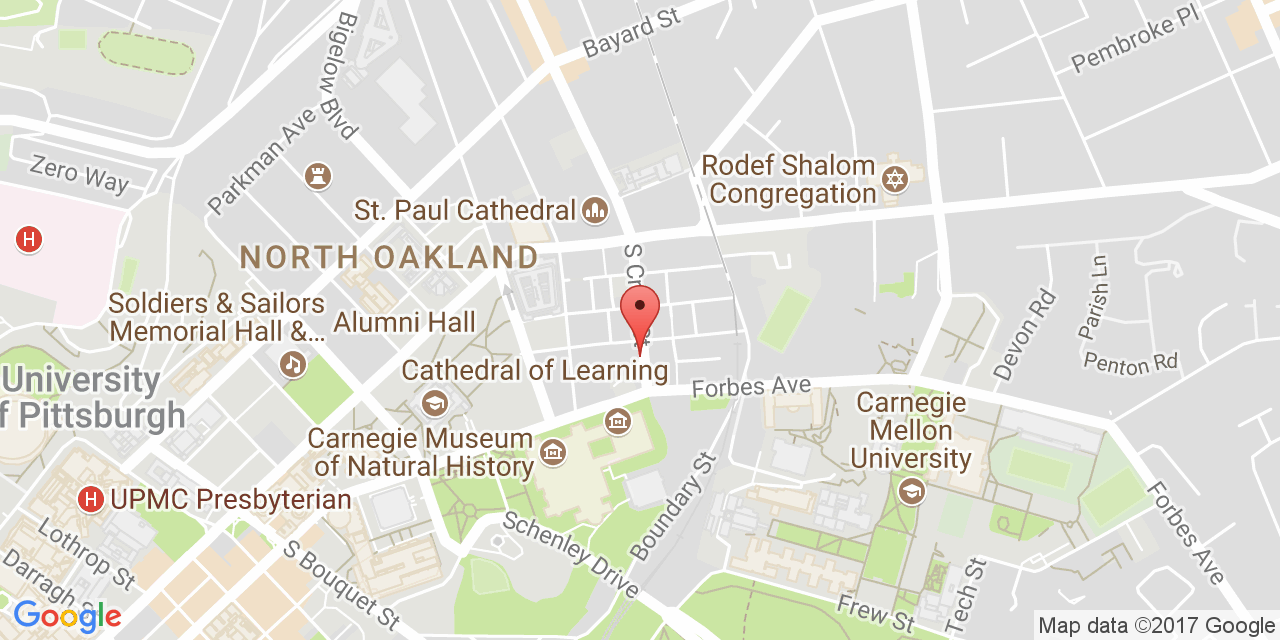 Bayard St
Pembroke Pl
Bigelow Blvd
Parkman Ave
Zero Way
Rodef Shalom
Congregation
St. Paul Cathedral
NORTH OAKLAND
S Cr
Soldiers & Sailors
Memorial Hall &...
Alumni Hall
Parish Ln
Devon Rd
Penton Rd
Cathedral of Learning
University
f Pittsburgh
Forbes Ave
Carnegie
Mellon
University
Carnegie Museum
of Natural History
H
H
UPMC Presbyterian
Boundary St
Schenley Drive
Forbes Ave
Lothrop St
Darragh S
S Bouquet St
Tech St
Frew St
Google
Map data ©2017 Google